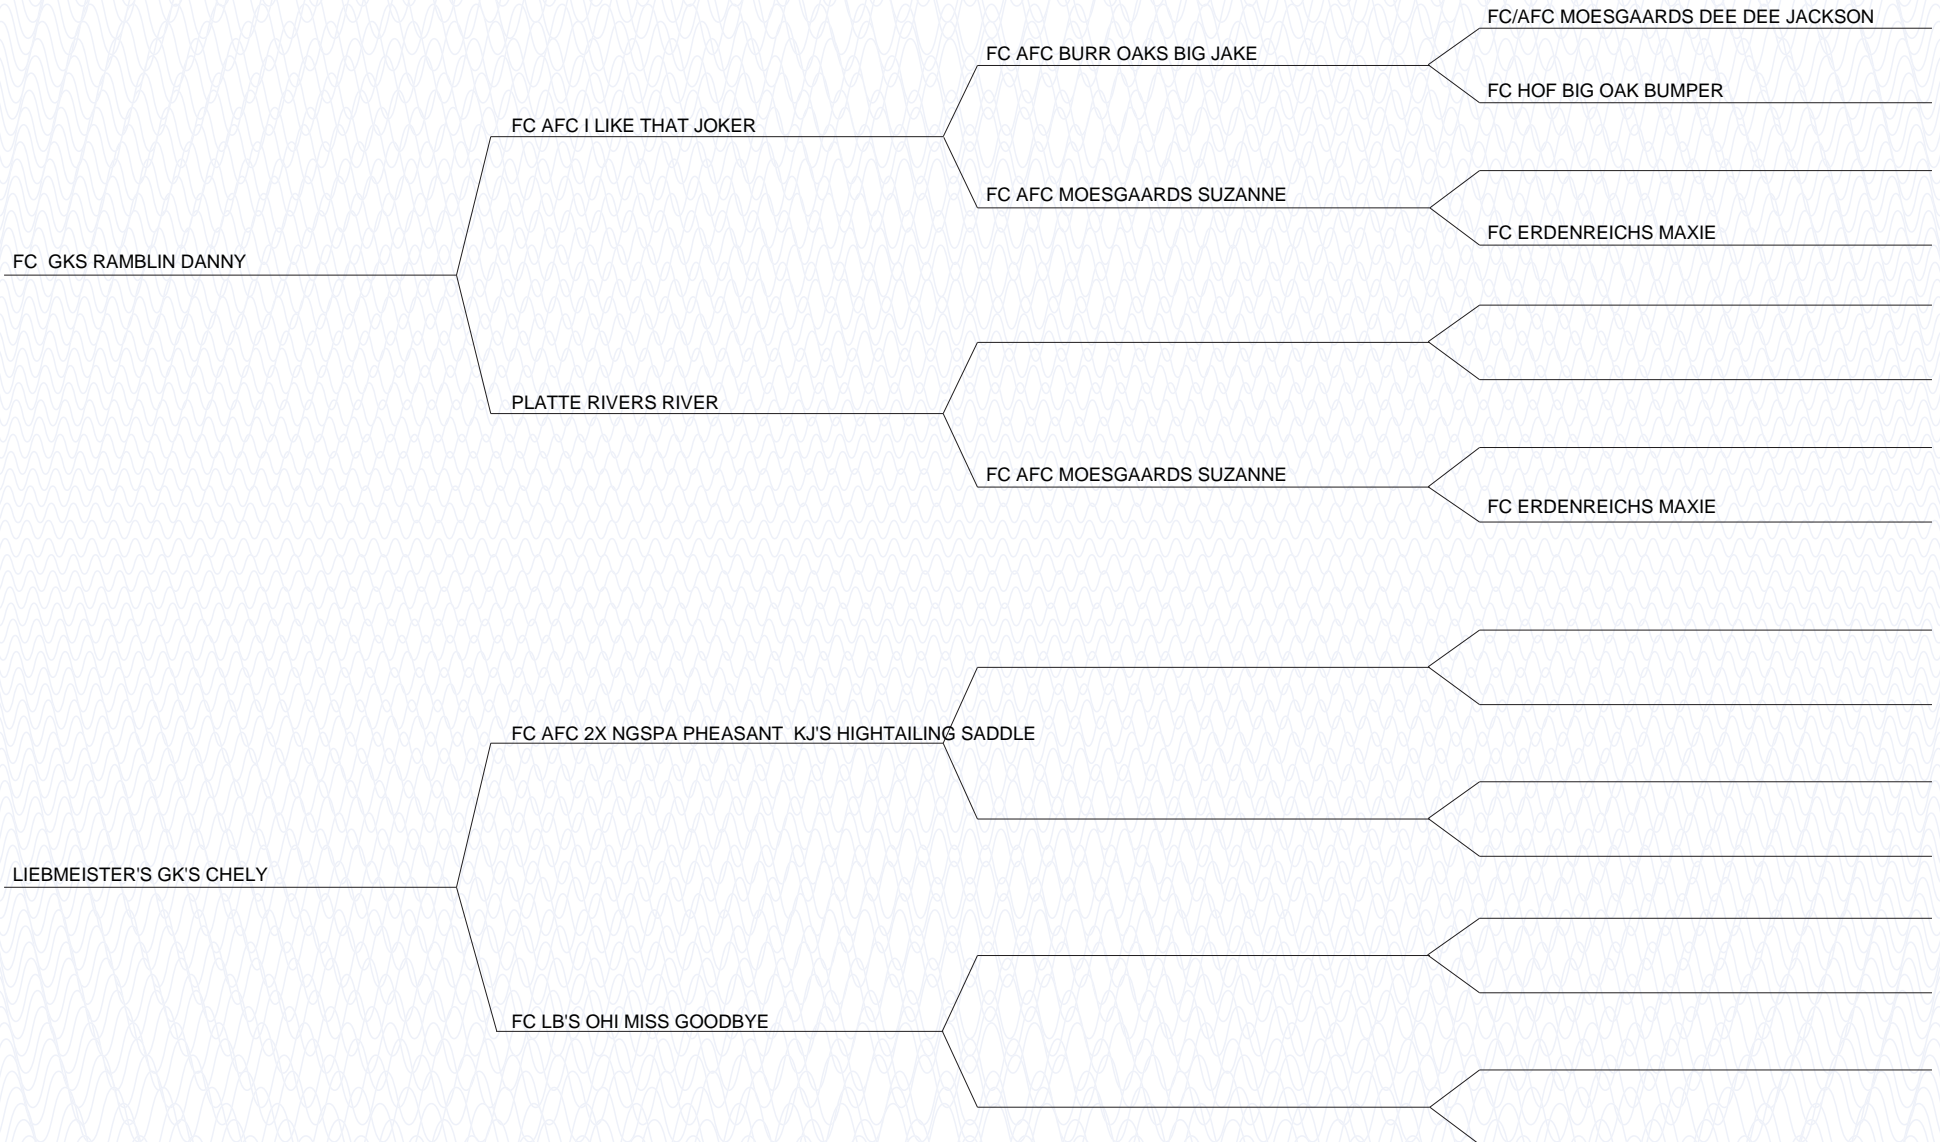 FC/AFC MOESGAARDS DEE DEE JACKSON
FC AFC BURR OAKS BIG JAKE
FC HOF BIG OAK BUMPER
FC AFC I LIKE THAT JOKER
FC AFC MOESGAARDS SUZANNE
FC ERDENREICHS MAXIE
FC  GKS RAMBLIN DANNY
PLATTE RIVERS RIVER
FC AFC MOESGAARDS SUZANNE
FC ERDENREICHS MAXIE
FC AFC 2X NGSPA PHEASANT  KJ'S HIGHTAILING SADDLE
LIEBMEISTER'S GK'S CHELY
FC LB'S OHI MISS GOODBYE